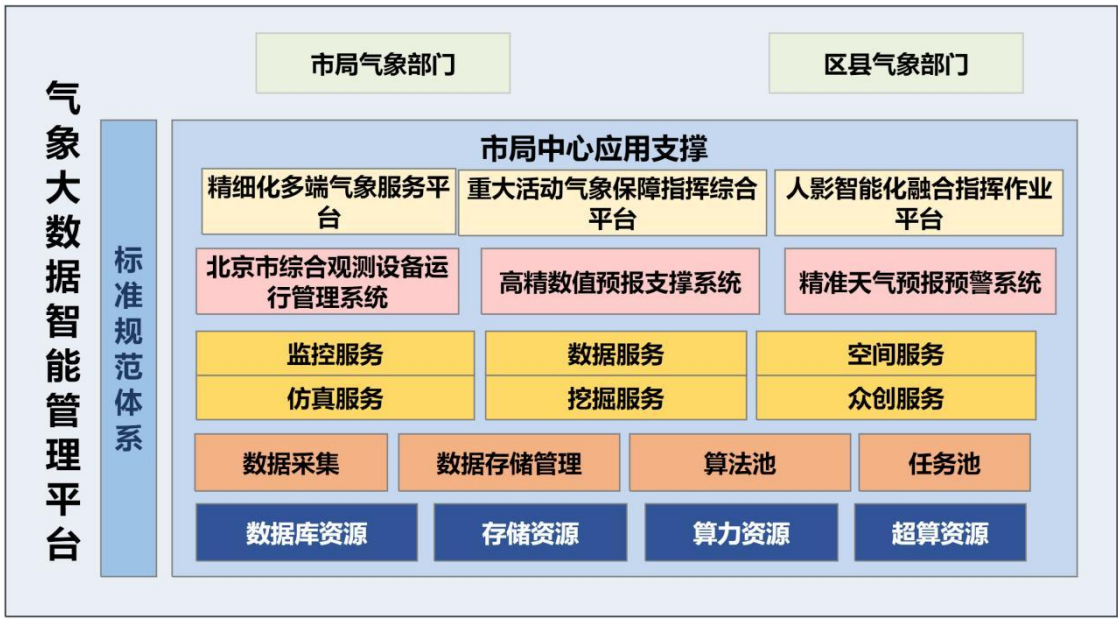 气象大数据智能管理平台
市局气象部门
区县气象部门
标准规范体系
市局中心应用支撑
精细化多端气象服务平
台
重大活动气象保障指挥综合
平台
人影智能化融合指挥作业
平台
北京市综合观测设备运
行管理系统
高精数值预报支撑系统
精准天气预报预警系统
监控服务
数据服务
空间服务
仿真服务
挖掘服务
众创服务
数据采集
数据存储管理
算法池
任务池
数据库资源
存储资源
算力资源
超算资源